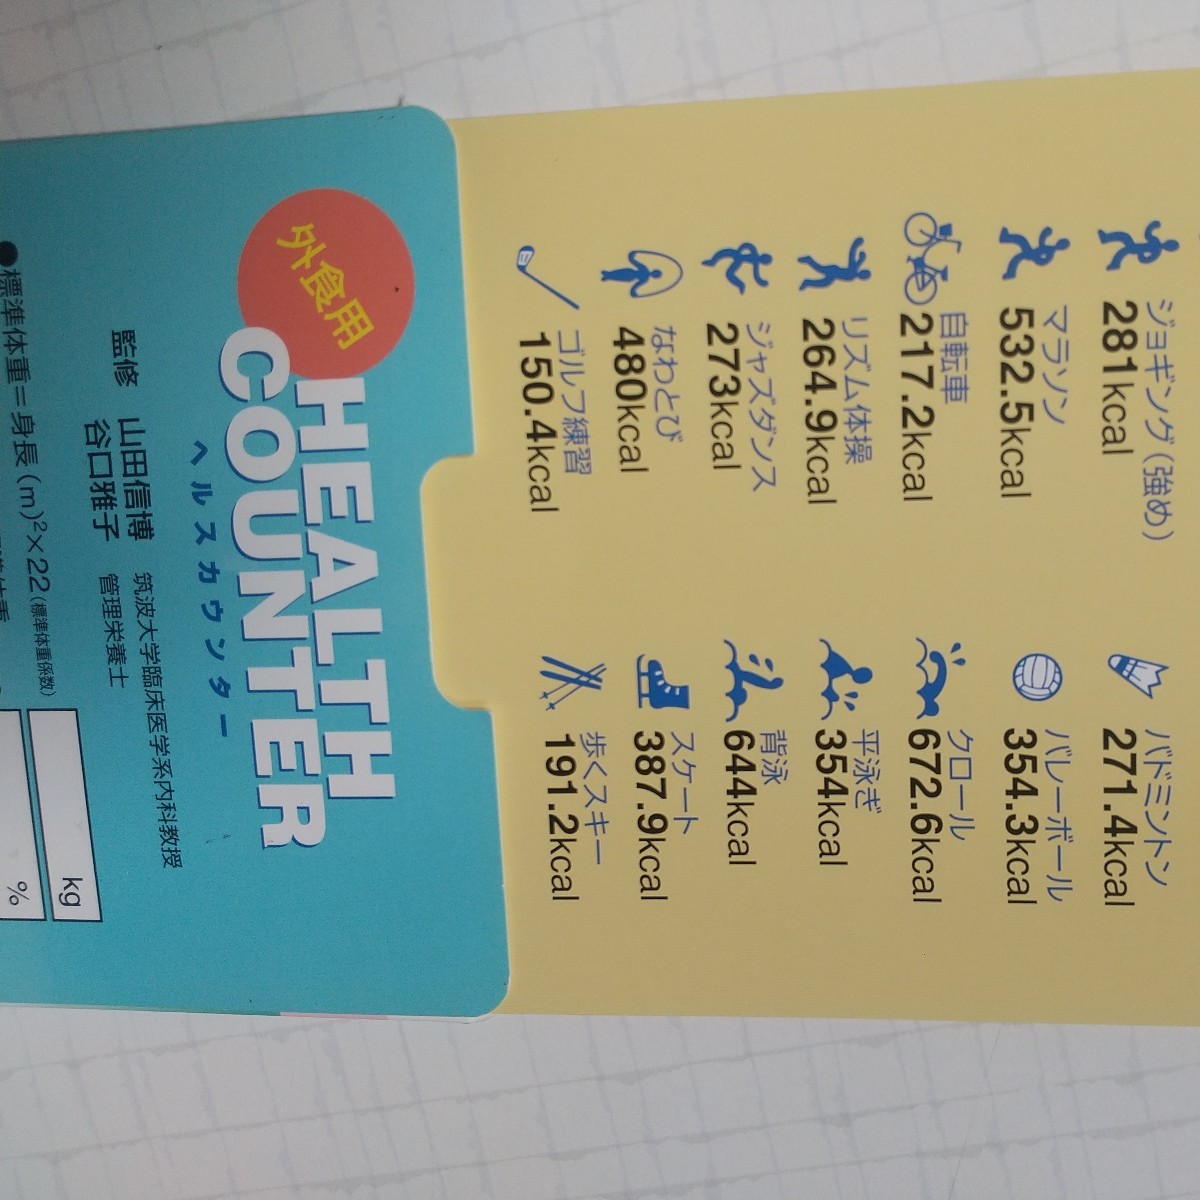 ジョギング(強め)
281kcal
マラソン
532.5kcal
自転車
217.2kcal
リズム体操
264.9kcal
ジャズダンス
273kcal
なわとび
480kcal
ゴルフ練習
150.4kcal
バドミントン
271.4kcal
バレーボール
354.3kcal
クロール
672.6kcal
平泳ぎ
354kcal
背泳
644kcal
スケート
387.9kcal
歩くスキー
191.2kcal
外食用
HEALTH
COUNTER
ヘルスカウンター
監修 山田信博 筑波大学臨床医学系内科教授
谷口雅子 管理栄養士
●標準体重=身長(m)²×22(標準体重係数)
kg
%